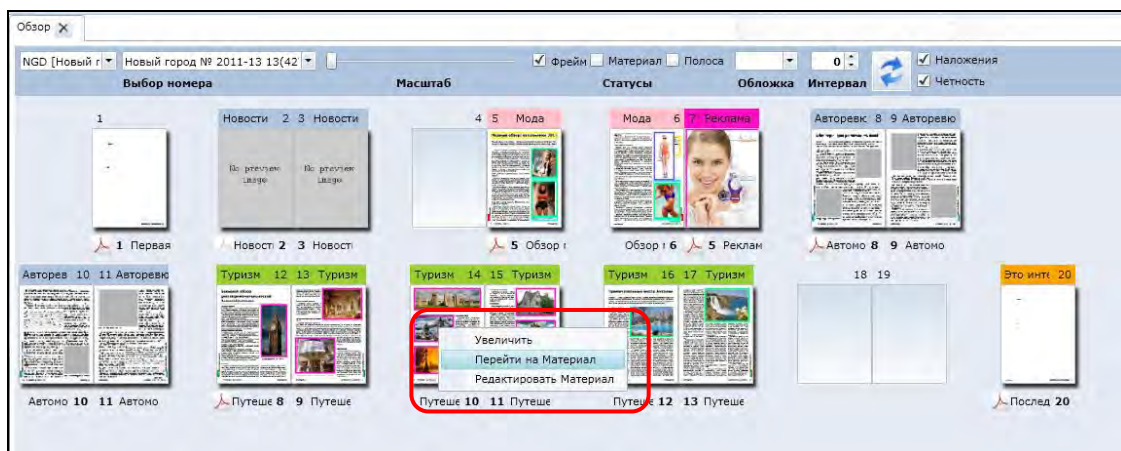 Обзор
NGD [Новый г Новый город № 2011-13 13(42 Фрейм Материал Полоса 0 Наложения
Выбор номера Масштаб Статусы Обложка Интервал Четность
1 Новости 2 3 Новости 4 5 Мода Мода 6 7 Реклама Авторевк 8 9 Авторевю
No preview image No preview image
1 Первая Новост 2 3 Новост 5 Обзор Обзор 6 5 Реклам Автомо 8 9 Автомо
Авторев 10 11 Авторевю Туризм 12 13 Туризм Туризм 14 15 Туризм Туризм 16 17 Туризм 18 19 Это инте 20
Увеличить
Перейти на Материал
Редактировать Материал
Автомо 10 11 Автомо Путеше 8 9 Путеше Путеше 10 11 Путеше Путеше 12 13 Путеше Послед 20